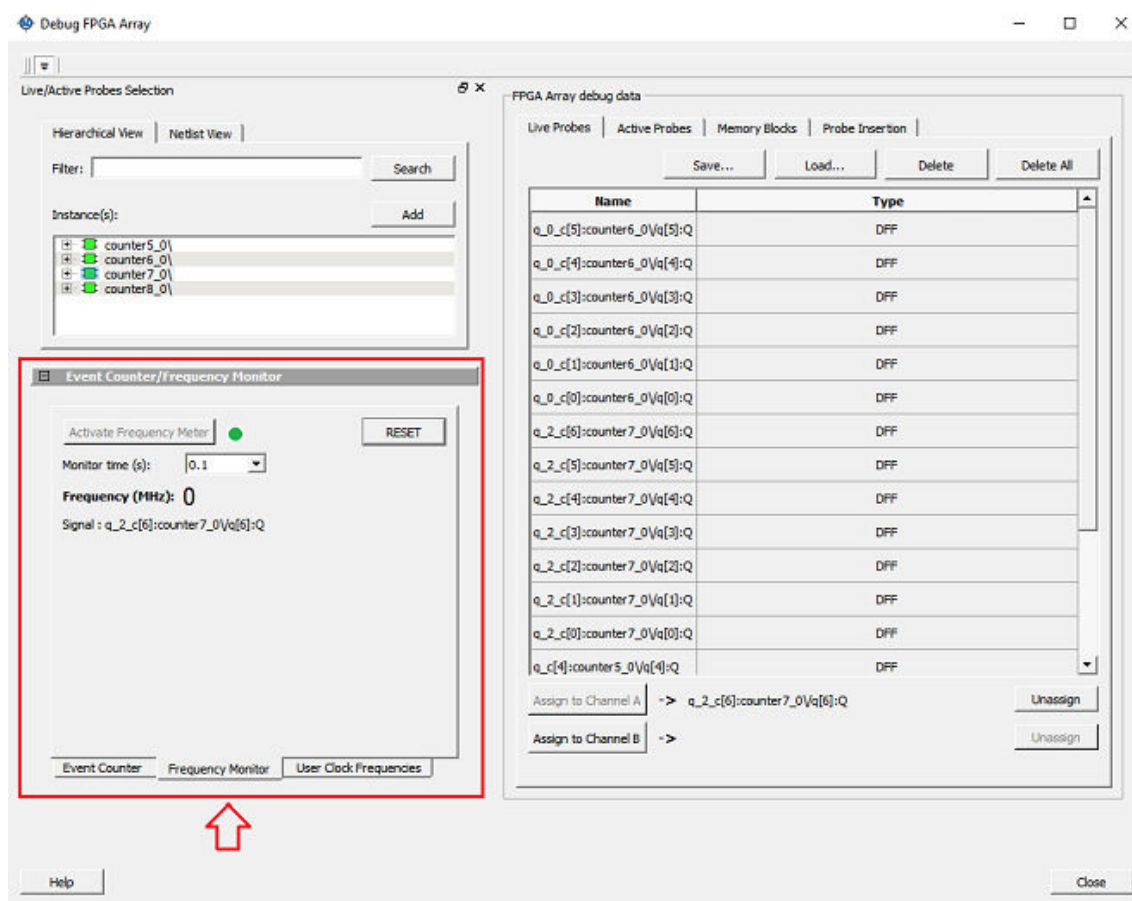 Debug FPGA Array
Live/Active Probes Selection
Hierarchical View
Netlist View
Filter:
Search
Instance(s):
Add
counter5_0\
counter6_0\
counter7_0\
counter8_0\
Event Counter/Frequency Monitor
Activate Frequency Meter
RESET
Monitor time (s):
0.1
Frequency (MHz): 0
Signal : q_2_c[6]:counter7_0\/q[6]:Q
Event Counter
Frequency Monitor
User Clock Frequencies
FPGA Array debug data
Live Probes
Active Probes
Memory Blocks
Probe Insertion
Save...
Load...
Delete
Delete All
Name Type
q_0_c[5]:counter6_0\/q[5]:Q DFF
q_0_c[4]:counter6_0\/q[4]:Q DFF
q_0_c[3]:counter6_0\/q[3]:Q DFF
q_0_c[2]:counter6_0\/q[2]:Q DFF
q_0_c[1]:counter6_0\/q[1]:Q DFF
q_0_c[0]:counter6_0\/q[0]:Q DFF
q_2_c[6]:counter7_0\/q[6]:Q DFF
q_2_c[5]:counter7_0\/q[5]:Q DFF
q_2_c[4]:counter7_0\/q[4]:Q DFF
q_2_c[3]:counter7_0\/q[3]:Q DFF
q_2_c[2]:counter7_0\/q[2]:Q DFF
q_2_c[1]:counter7_0\/q[1]:Q DFF
q_2_c[0]:counter7_0\/q[0]:Q DFF
q_c[4]:counter5_0\/q[4]:Q DFF
Assign to Channel A -> q_2_c[6]:counter7_0\/q[6]:Q Unassign
Assign to Channel B -> Unassign
Help
Close